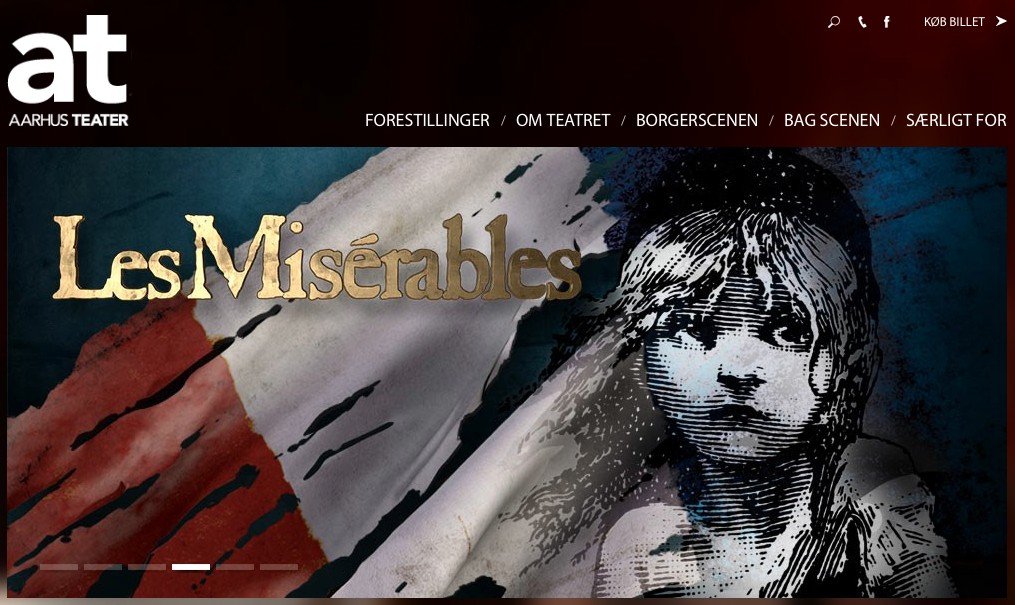 at
AARHUS TEATER
KØB BILLET
FORESTILLINGER / OM TEATRET / BORGERSCENEN / BAG SCENEN / SÆRLIGT FOR
Les Misérables